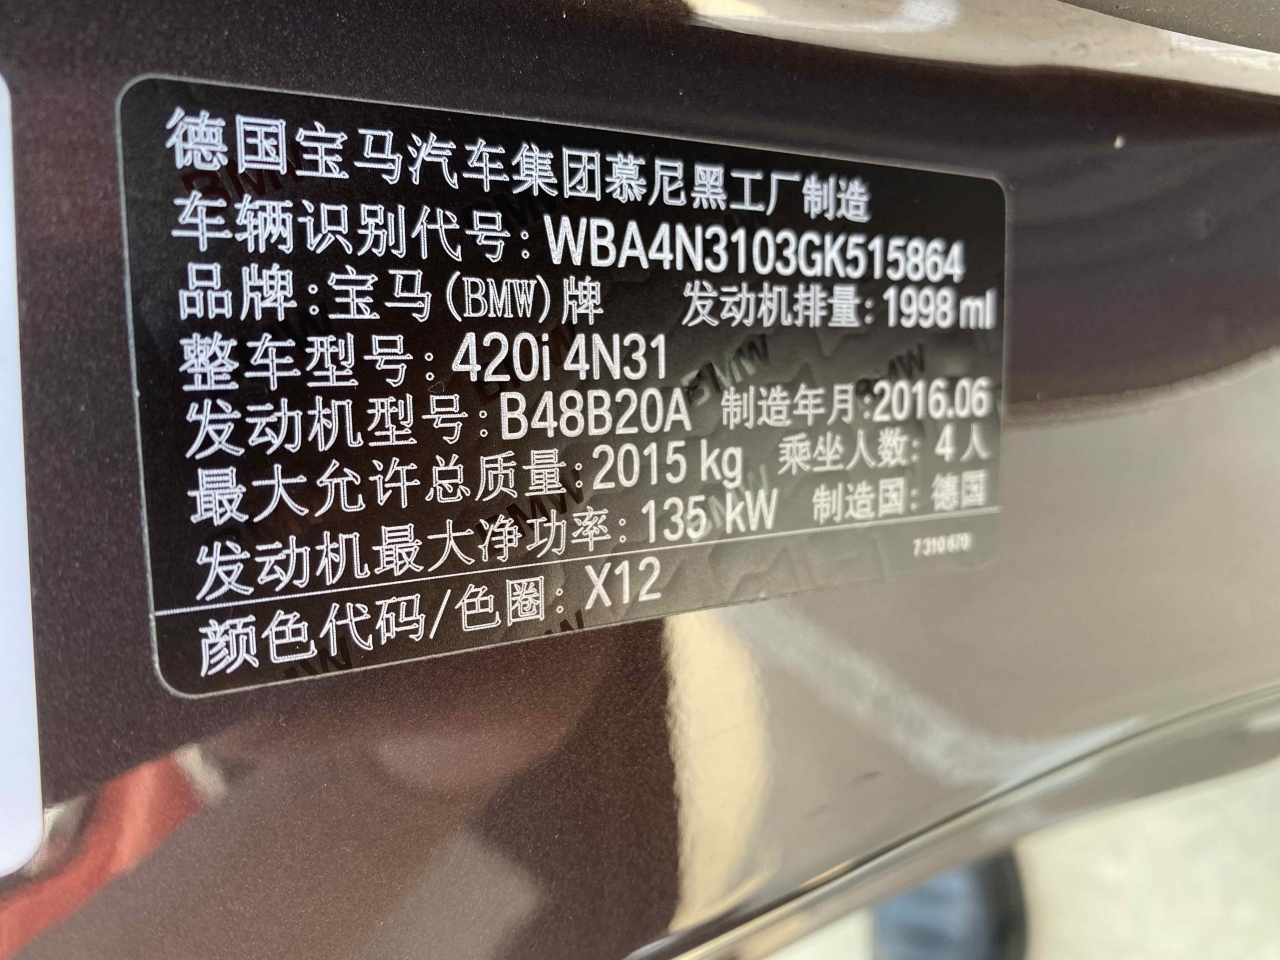 德国宝马汽车集团慕尼黑工厂制造
车辆识别代号: WBA4N3103GK515864
品牌: 宝马(BMW)牌 发动机排量: 1998 ml
整车型号: 420i 4N31
发动机型号: B48B20A 制造年月: 2016.06
最大允许总质量: 2015 kg 乘坐人数: 4 人
发动机最大净功率: 135 kW 制造国: 德国
7 310 670
颜色代码/色圈: X12